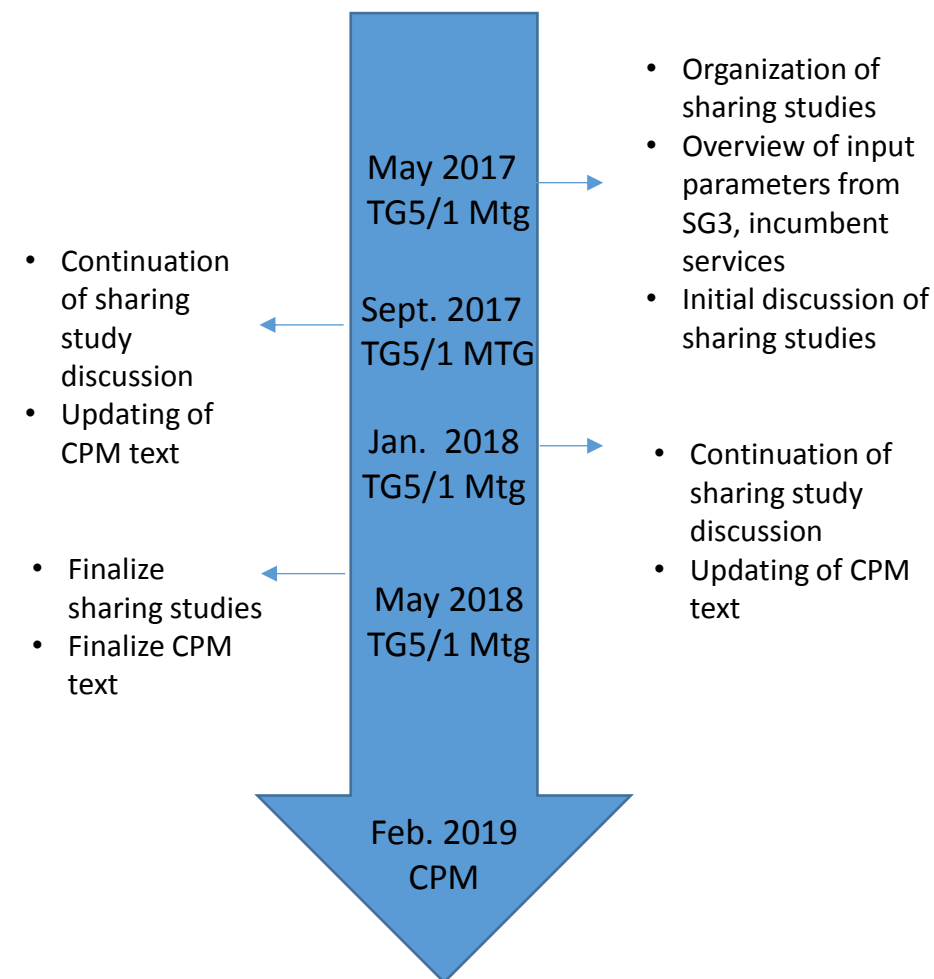 May 2017
TG5/1 Mtg
• Organization of
sharing studies
• Overview of input
parameters from
SG3, incumbent
services
• Initial discussion of
sharing studies
Sept. 2017
TG5/1 MTG
• Continuation
of sharing
study
discussion
• Updating of
CPM text
Jan. 2018
TG5/1 Mtg
• Continuation of
sharing study
discussion
• Updating of CPM
text
May 2018
TG5/1 Mtg
• Finalize
sharing studies
• Finalize CPM
text
Feb. 2019
CPM